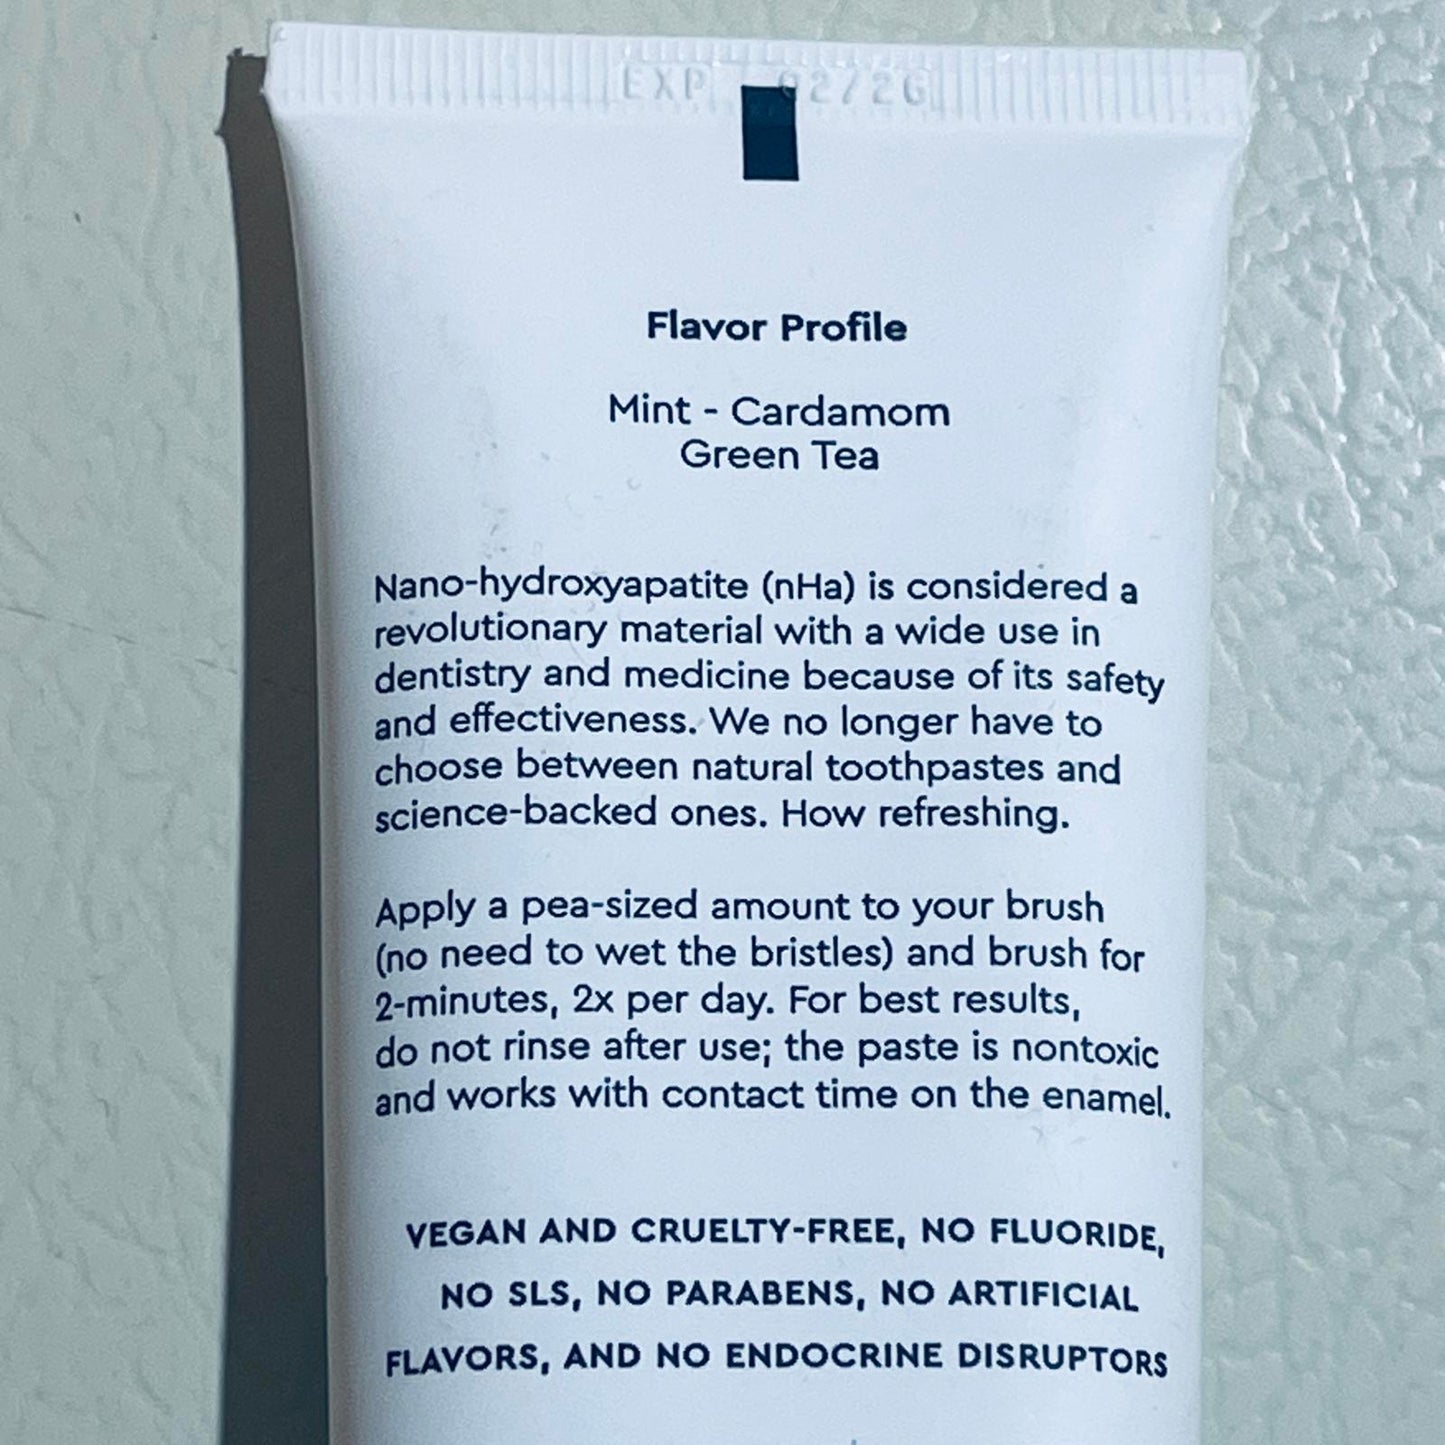 EXP 02/26
Flavor Profile
Mint - Cardamom
Green Tea
Nano-hydroxyapatite (nHa) is considered a
revolutionary material with a wide use in
dentistry and medicine because of its safety
and effectiveness. We no longer have to
choose between natural toothpastes and
science-backed ones. How refreshing.
Apply a pea-sized amount to your brush
(no need to wet the bristles) and brush for
2-minutes, 2x per day. For best results,
do not rinse after use; the paste is nontoxic
and works with contact time on the enamel.
VEGAN AND CRUELTY-FREE, NO FLUORIDE,
NO SLS, NO PARABENS, NO ARTIFICIAL
FLAVORS, AND NO ENDOCRINE DISRUPTORS